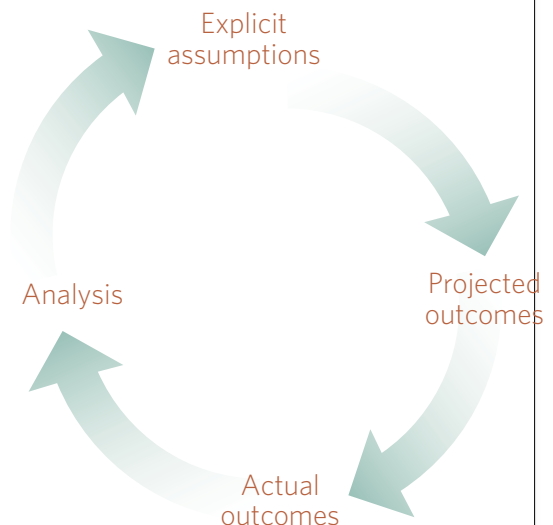 Explicit
assumptions
Projected
outcomes
Actual
outcomes
Analysis